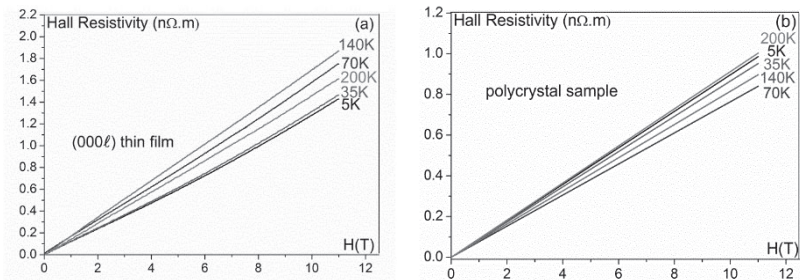 Hall Resistivity (nΩ.m)
(a)
2.2
2.0
1.8
1.6
1.4
1.2
1.0
0.8
0.6
0.4
0.2
0.0
140K
70K
200K
35K
5K
(000ℓ) thin film
H(T)
0 2 4 6 8 10 12
Hall Resistivity (nΩ.m)
(b)
1.2
1.0
0.8
0.6
0.4
0.2
0.0
200K
5K
35K
140K
70K
polycrystal sample
H(T)
0 2 4 6 8 10 12